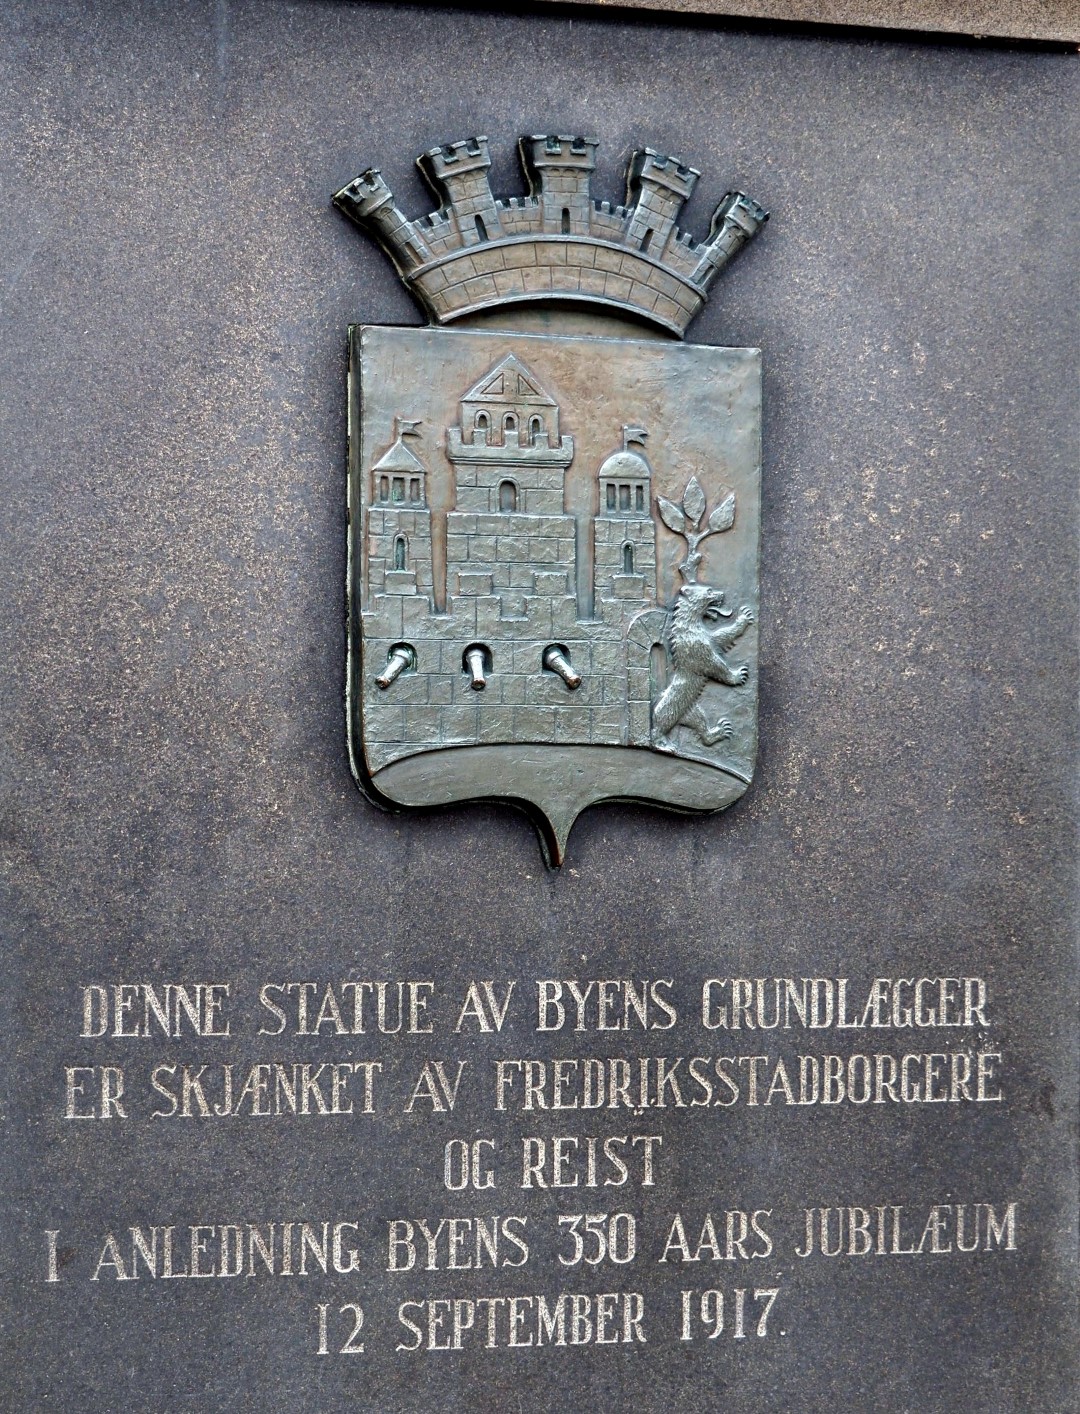 DENNE STATUE AV BYENS GRUNDLÆGGER
ER SKJÆNKET AV FREDRIKSSTADBORGERE
OG REIST
I ANLEDNING BYENS 350 AARS JUBILÆUM
12 SEPTEMBER 1917.